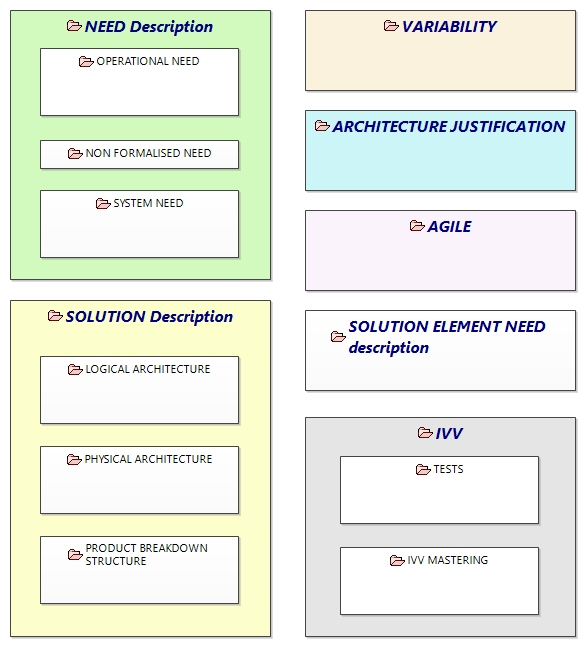 NEED Description
OPERATIONAL NEED
NON FORMALISED NEED
SYSTEM NEED
SOLUTION Description
LOGICAL ARCHITECTURE
PHYSICAL ARCHITECTURE
PRODUCT BREAKDOWN
STRUCTURE
VARIABILITY
ARCHITECTURE JUSTIFICATION
AGILE
SOLUTION ELEMENT NEED
description
IVV
TESTS
IVV MASTERING